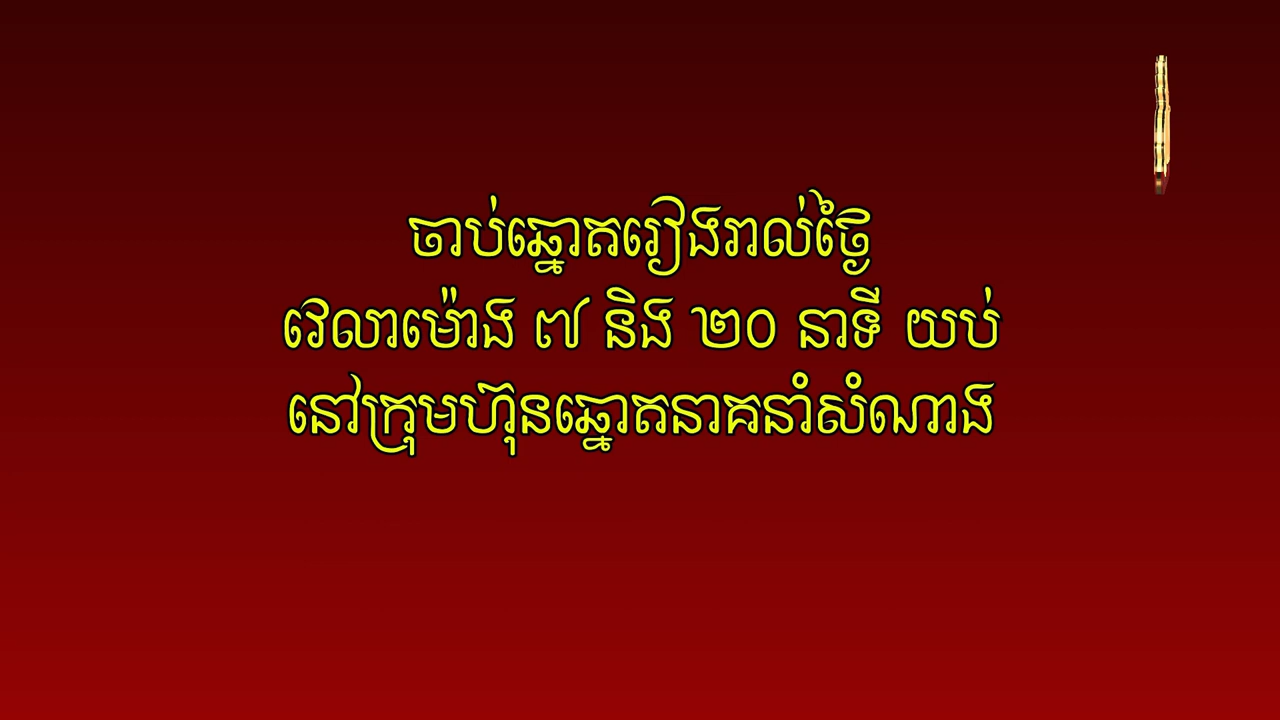 ចាប់ឆ្នោតរៀងរាល់ថ្ងៃ
វេលាម៉ោង ៧ និង ២០ នាទី យប់
នៅក្រុមហ៊ុនឆ្នោតនាគនាំសំណាង